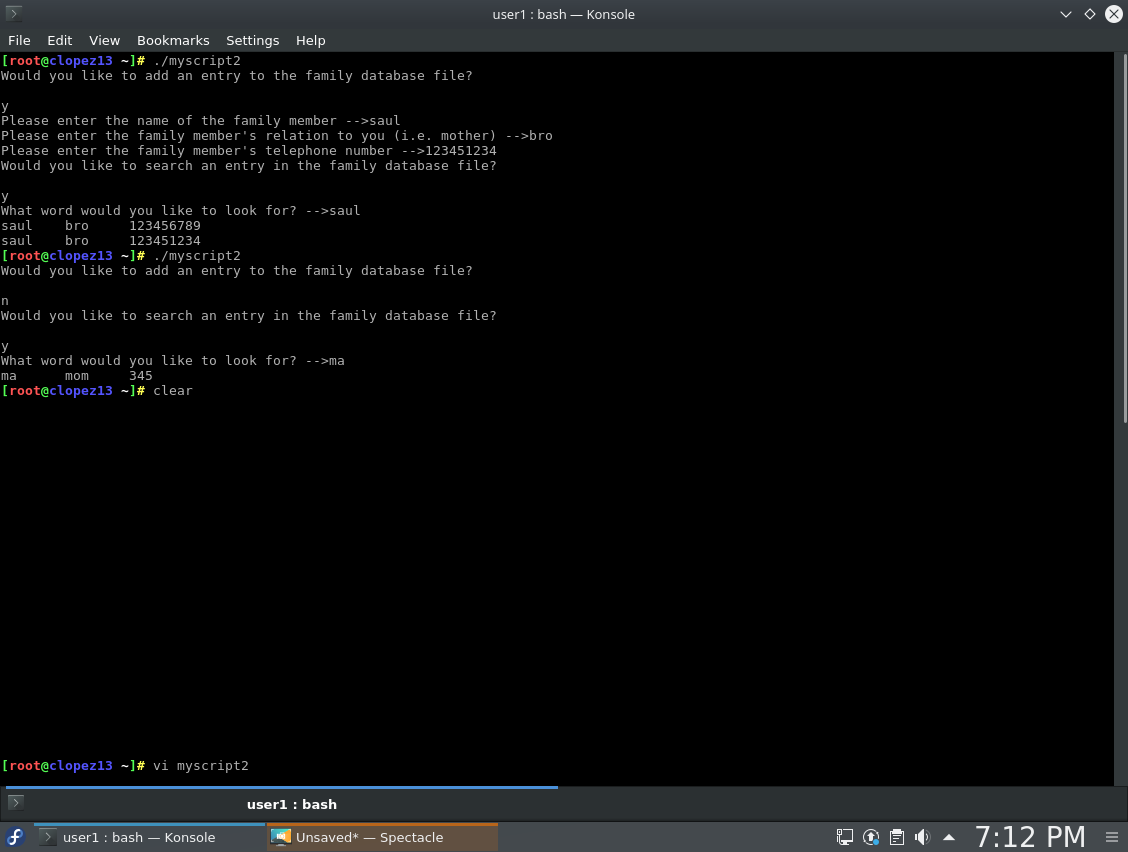 user1 : bash — Konsole
File Edit View Bookmarks Settings Help
[root@clopez13 ~]# ./myscript2
Would you like to add an entry to the family database file?
y
Please enter the name of the family member -->saul
Please enter the family member's relation to you (i.e. mother) -->bro
Please enter the family member's telephone number -->123451234
Would you like to search an entry in the family database file?
y
What word would you like to look for? -->saul
saul    bro     123456789
saul    bro     123451234
[root@clopez13 ~]# ./myscript2
Would you like to add an entry to the family database file?
n
Would you like to search an entry in the family database file?
y
What word would you like to look for? -->ma
ma      mom     345
[root@clopez13 ~]# clear
[root@clopez13 ~]# vi myscript2
user1 : bash
user1 : bash — Konsole
Unsaved* — Spectacle
7:12 PM